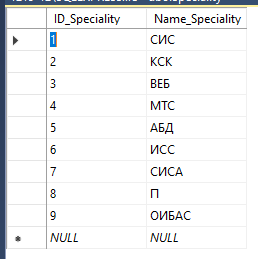 ID_Speciality Name_Speciality
1 СИС
2 КСК
3 ВЕБ
4 МТС
5 АБД
6 ИСС
7 СИСА
8 П
9 ОИБАС
NULL NULL